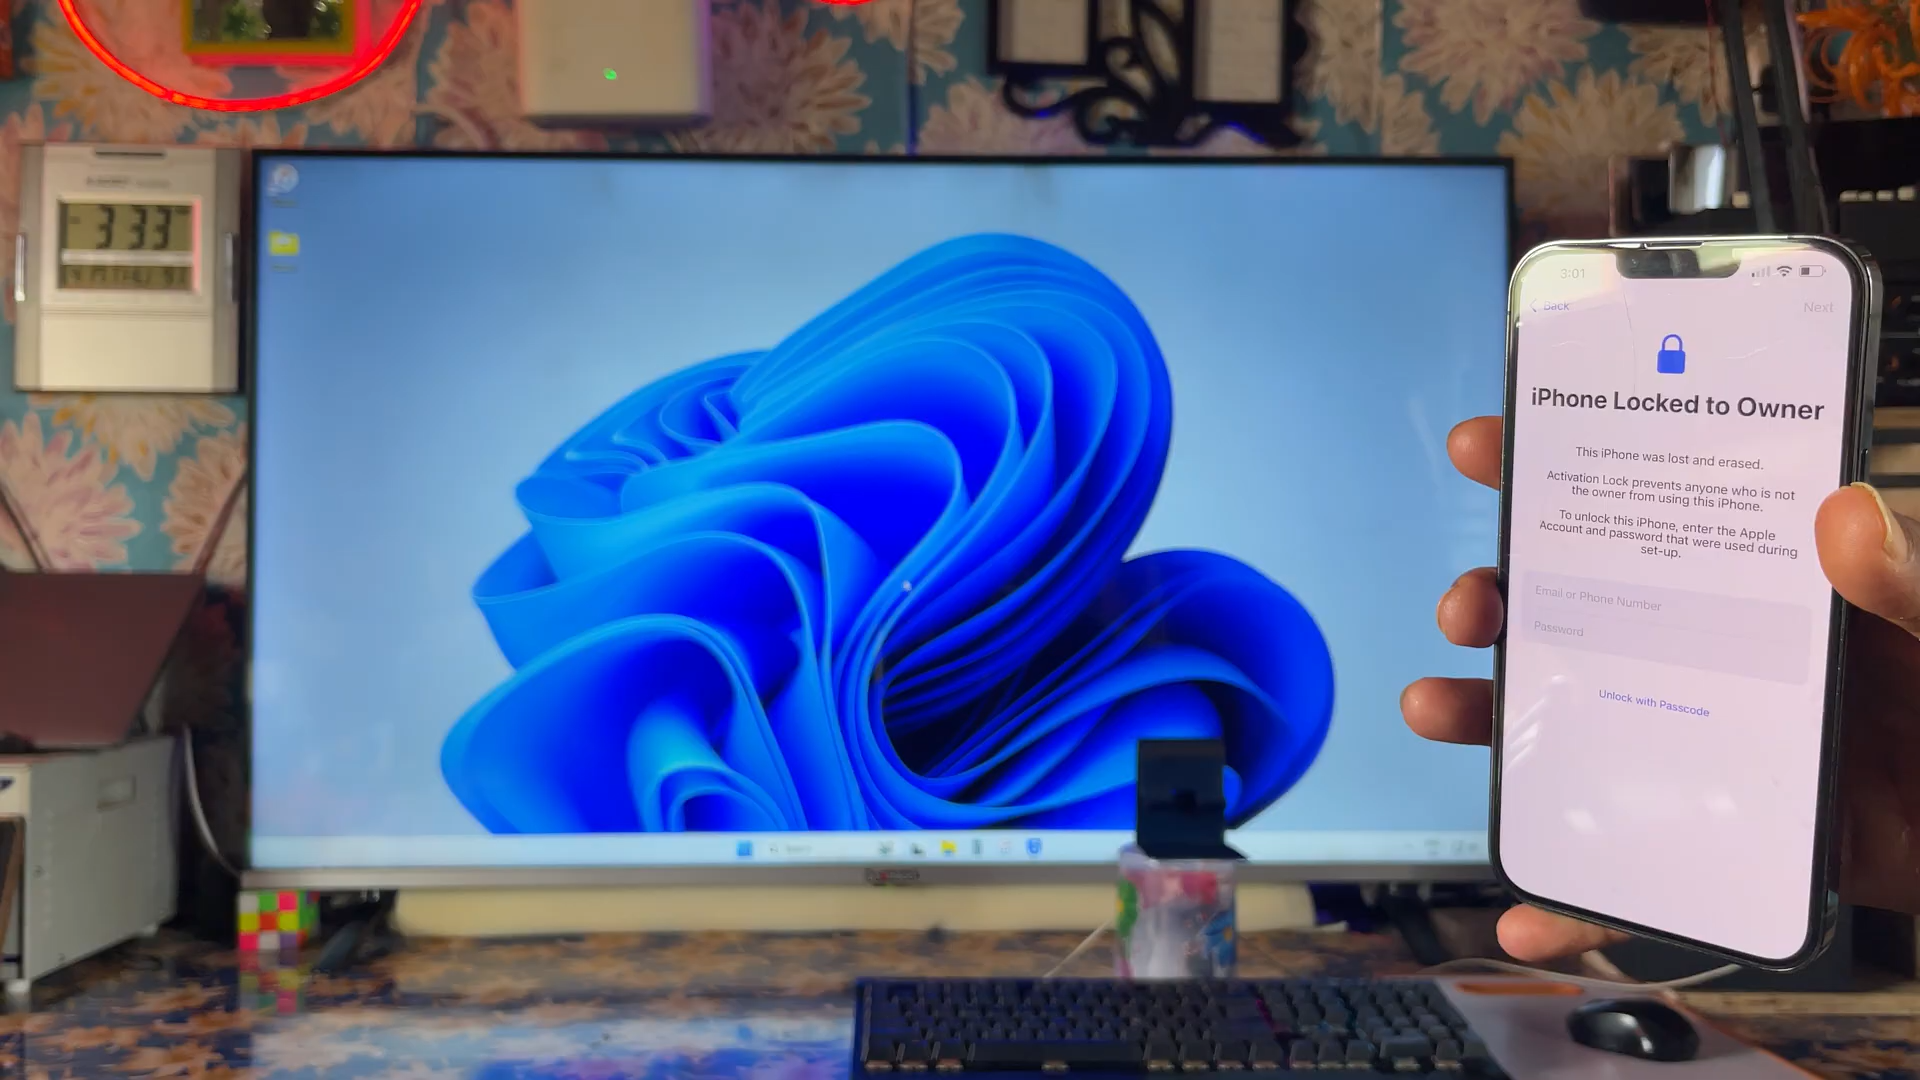 3:33
3:01
Back
Next
iPhone Locked to Owner
This iPhone was lost and erased.
Activation Lock prevents anyone who is not
the owner from using this iPhone.
To unlock this iPhone, enter the Apple
Account and password that were used during
set-up.
Email or Phone Number
Password
Unlock with Passcode